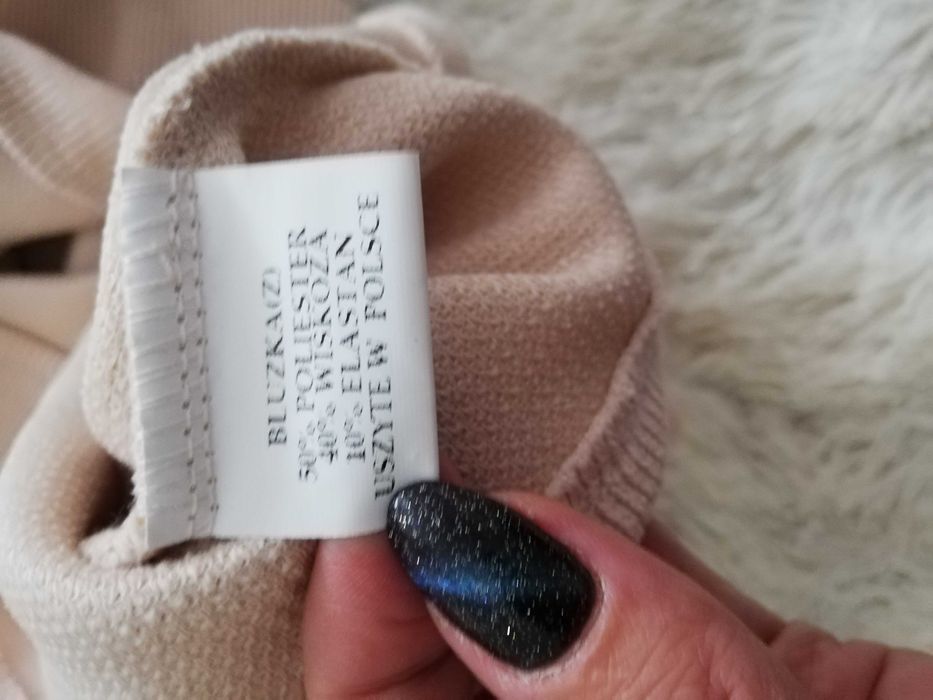 BLUZKA(Z)
50% POLIESTER
40% WISKOZA
10% ELASTAN
USZYTE W POLSCE